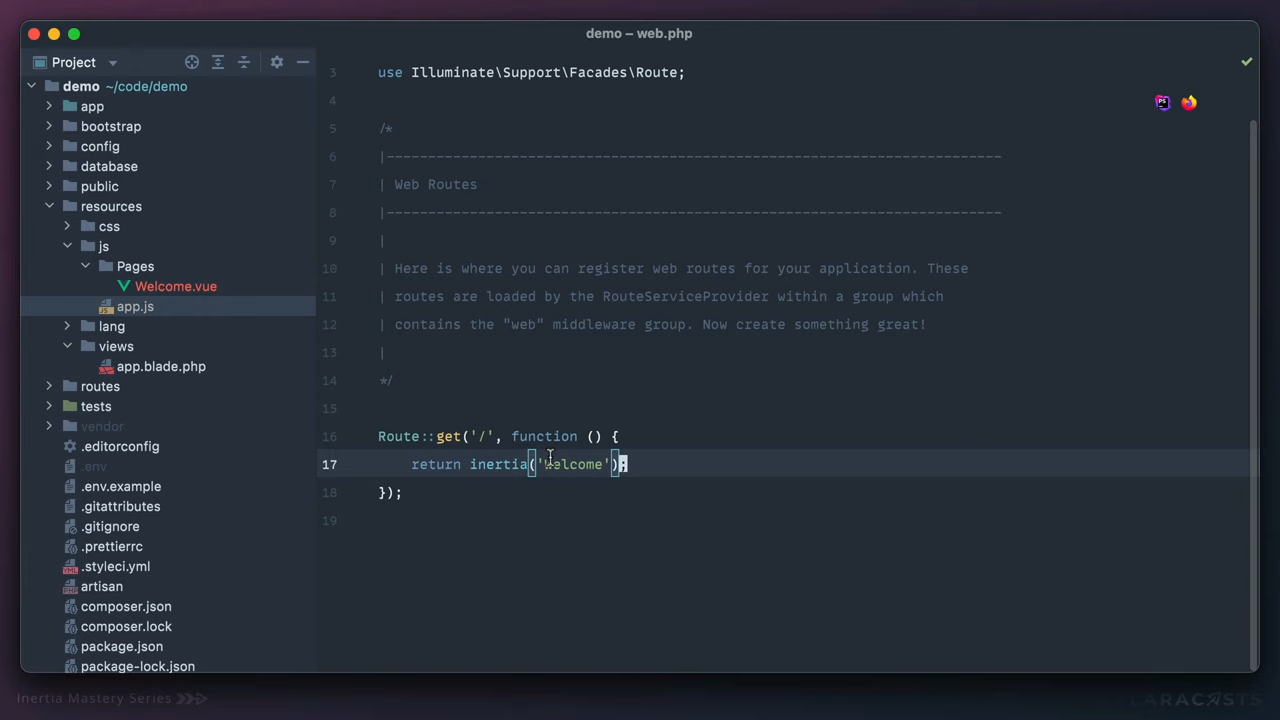 demo – web.php
Project
demo ~/code/demo
app
bootstrap
config
database
public
resources
css
js
Pages
Welcome.vue
app.js
lang
views
app.blade.php
routes
tests
vendor
.editorconfig
.env
.env.example
.gitattributes
.gitignore
.prettierrc
.styleci.yml
artisan
composer.json
composer.lock
package.json
package-lock.json
3 use Illuminate\Support\Facades\Route;
4
5 /*
6 |--------------------------------------------------------------------------
7 | Web Routes
8 |--------------------------------------------------------------------------
9 |
10 | Here is where you can register web routes for your application. These
11 | routes are loaded by the RouteServiceProvider within a group which
12 | contains the "web" middleware group. Now create something great!
13 |
14 */
15
16 Route::get('/', function () {
17 return inertia('Welcome');
18 });
19
Inertia Mastery Series
LARACASTS